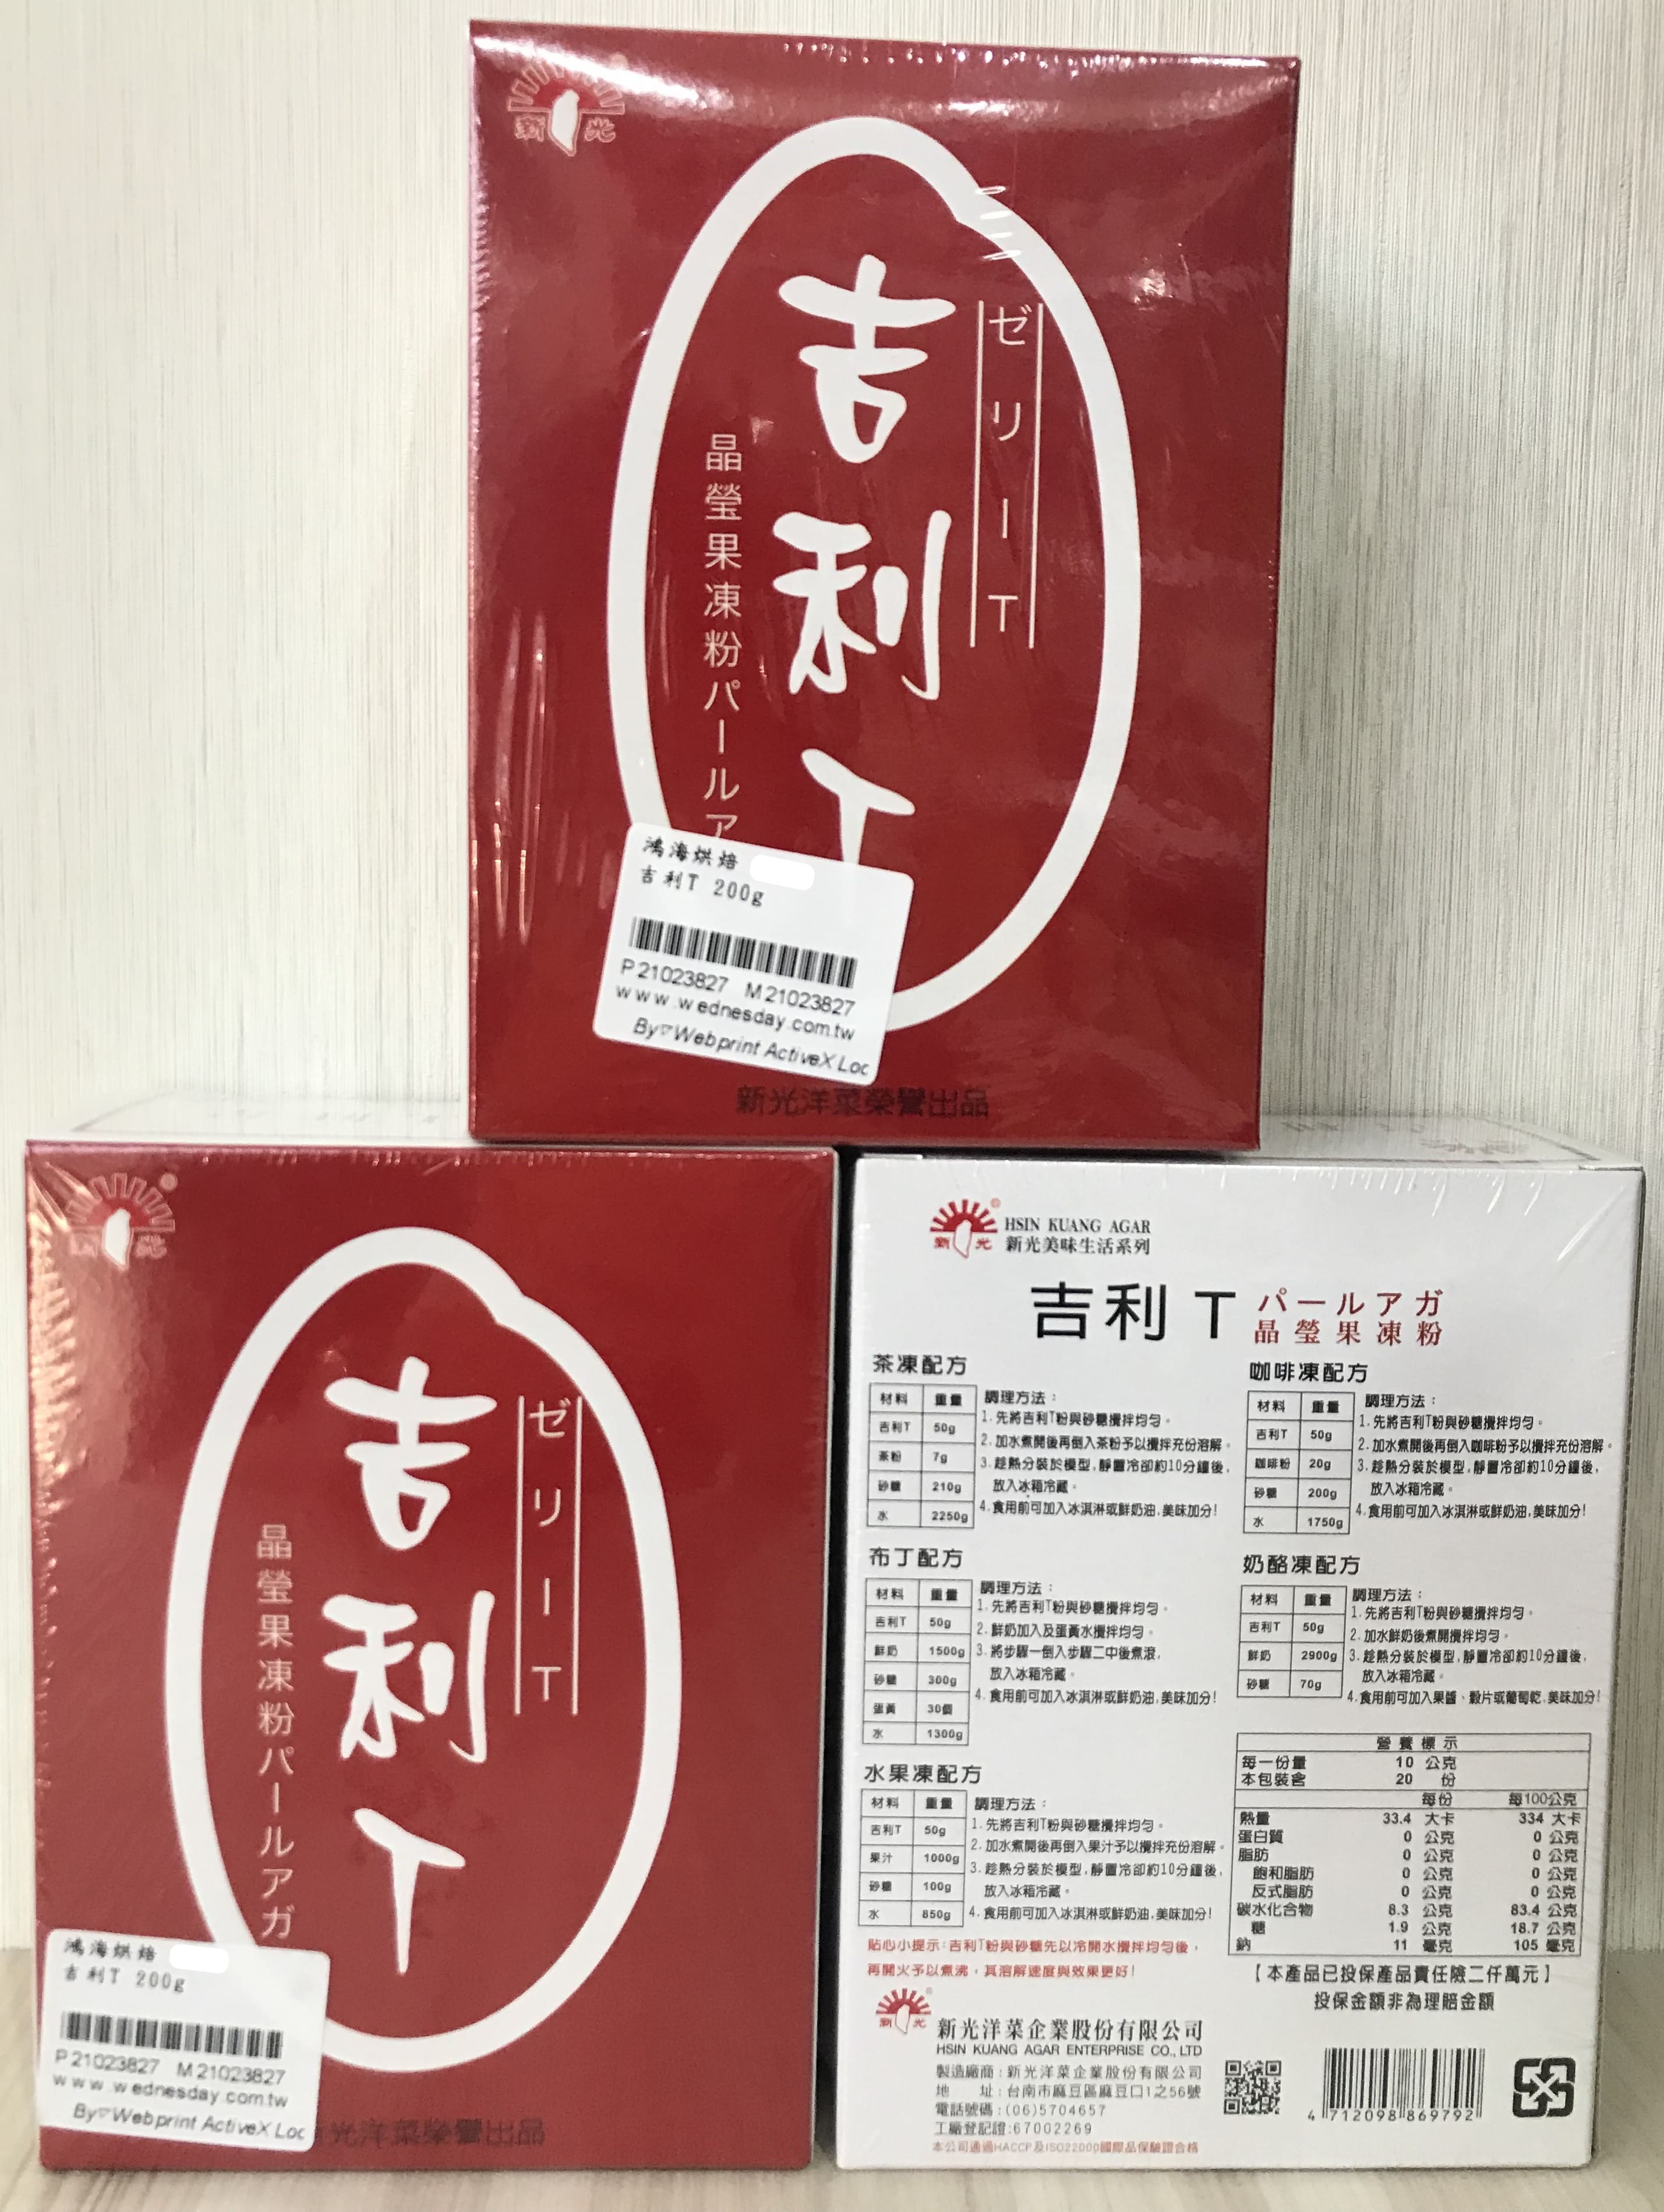 新光
ゼリーT
吉利T
晶瑩果凍粉パールア
鴻海烘焙
吉利T 200g
P21023827 M21023827
www.wednesday.com.tw
By♡Webprint ActiveX Loc
新光洋菜榮譽出品
光
ゼリーT
吉利T
晶瑩果凍粉パールアガ
鴻海烘焙
吉利T 200g
P21023827 M21023827
www.wednesday.com.tw
By♡Webprint ActiveX Loc
光洋菜榮譽出品
新光
HSIN KUANG AGAR
新光美味生活系列
吉利T パールアガ
晶瑩果凍粉
茶凍配方
材料 重量
吉利T 50g
茶粉 7g
砂糖 210g
水 2250g
調理方法：
1.先將吉利T粉與砂糖攪拌均勻。
2.加水煮開後再倒入茶粉予以攪拌充份溶解。
3.趁熱分裝於模型,靜置冷卻約10分鐘後,
放入冰箱冷藏。
4.食用前可加入冰淇淋或鮮奶油,美味加分!
咖啡凍配方
材料 重量
吉利T 50g
咖啡粉 20g
砂糖 200g
水 1750g
調理方法：
1.先將吉利T粉與砂糖攪拌均勻。
2.加水煮開後再倒入咖啡粉予以攪拌充份溶解。
3.趁熱分裝於模型,靜置冷卻約10分鐘後,
放入冰箱冷藏。
4.食用前可加入冰淇淋或鮮奶油,美味加分!
布丁配方
材料 重量
吉利T 50g
鮮奶 1500g
砂糖 300g
蛋黃 30個
水 1300g
調理方法：
1.先將吉利T粉與砂糖攪拌均勻。
2.鮮奶加入及蛋黃水攪拌均勻。
3.將步驟一倒入步驟二中後煮滾,
放入冰箱冷藏。
4.食用前可加入冰淇淋或鮮奶油,美味加分!
奶酪凍配方
材料 重量
吉利T 50g
鮮奶 2900g
砂糖 70g
調理方法：
1.先將吉利T粉與砂糖攪拌均勻。
2.加水鮮奶後煮開攪拌均勻。
3.趁熱分裝於模型,靜置冷卻約10分鐘後,
放入冰箱冷藏。
4.食用前可加入果醬、穀片或葡萄乾,美味加分!
水果凍配方
材料 重量
吉利T 50g
果汁 1000g
砂糖 100g
水 850g
調理方法：
1.先將吉利T粉與砂糖攪拌均勻。
2.加水煮開後再倒入果汁予以攪拌充份溶解。
3.趁熱分裝於模型,靜置冷卻約10分鐘後,
放入冰箱冷藏。
4.食用前可加入冰淇淋或鮮奶油,美味加分!
貼心小提示:吉利T粉與砂糖先以冷開水攪拌均勻後,
再開火予以煮沸,其溶解速度與效果更好!
營養標示
每一份量 10 公克
本包裝含 20 份
每份 每100公克
熱量 33.4 大卡 334 大卡
蛋白質 0 公克 0 公克
脂肪 0 公克 0 公克
飽和脂肪 0 公克 0 公克
反式脂肪 0 公克 0 公克
碳水化合物 8.3 公克 83.4 公克
糖 1.9 公克 18.7 公克
鈉 11 毫克 105 毫克
【本產品已投保產品責任險二仟萬元】
投保金額非為理賠金額
新光
新光洋菜企業股份有限公司
HSIN KUANG AGAR ENTERPRISE CO., LTD
製造廠商：新光洋菜企業股份有限公司
地 址：台南市麻豆區麻豆口1之56號
電話號碼：(06)5704657
工廠登記證:67002269
本公司通過HACCP及ISO22000國際品保驗證合格
4 712098 869792